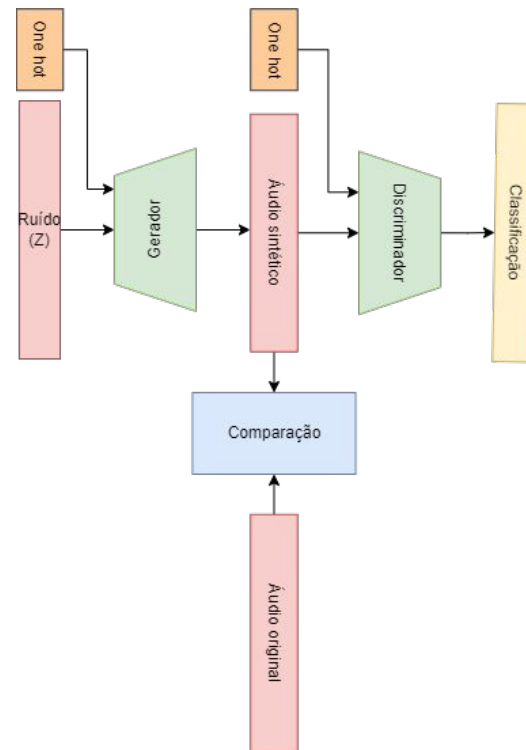 One hot
One hot
Ruído
(Z)
Gerador
Áudio sintético
Discriminador
Classificação
Comparação
Áudio original